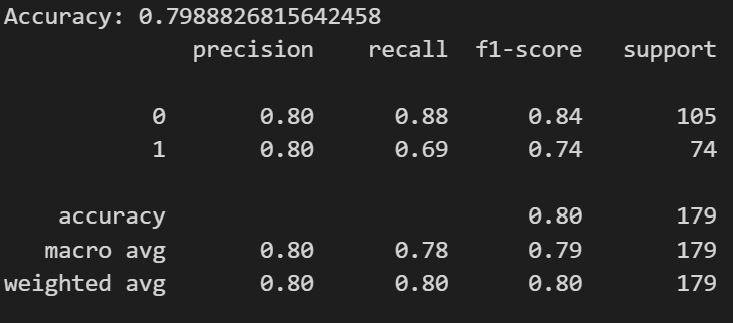 Accuracy: 0.7988826815642458
precision recall f1-score support
0 0.80 0.88 0.84 105
1 0.80 0.69 0.74 74
accuracy 0.80 179
macro avg 0.80 0.78 0.79 179
weighted avg 0.80 0.80 0.80 179